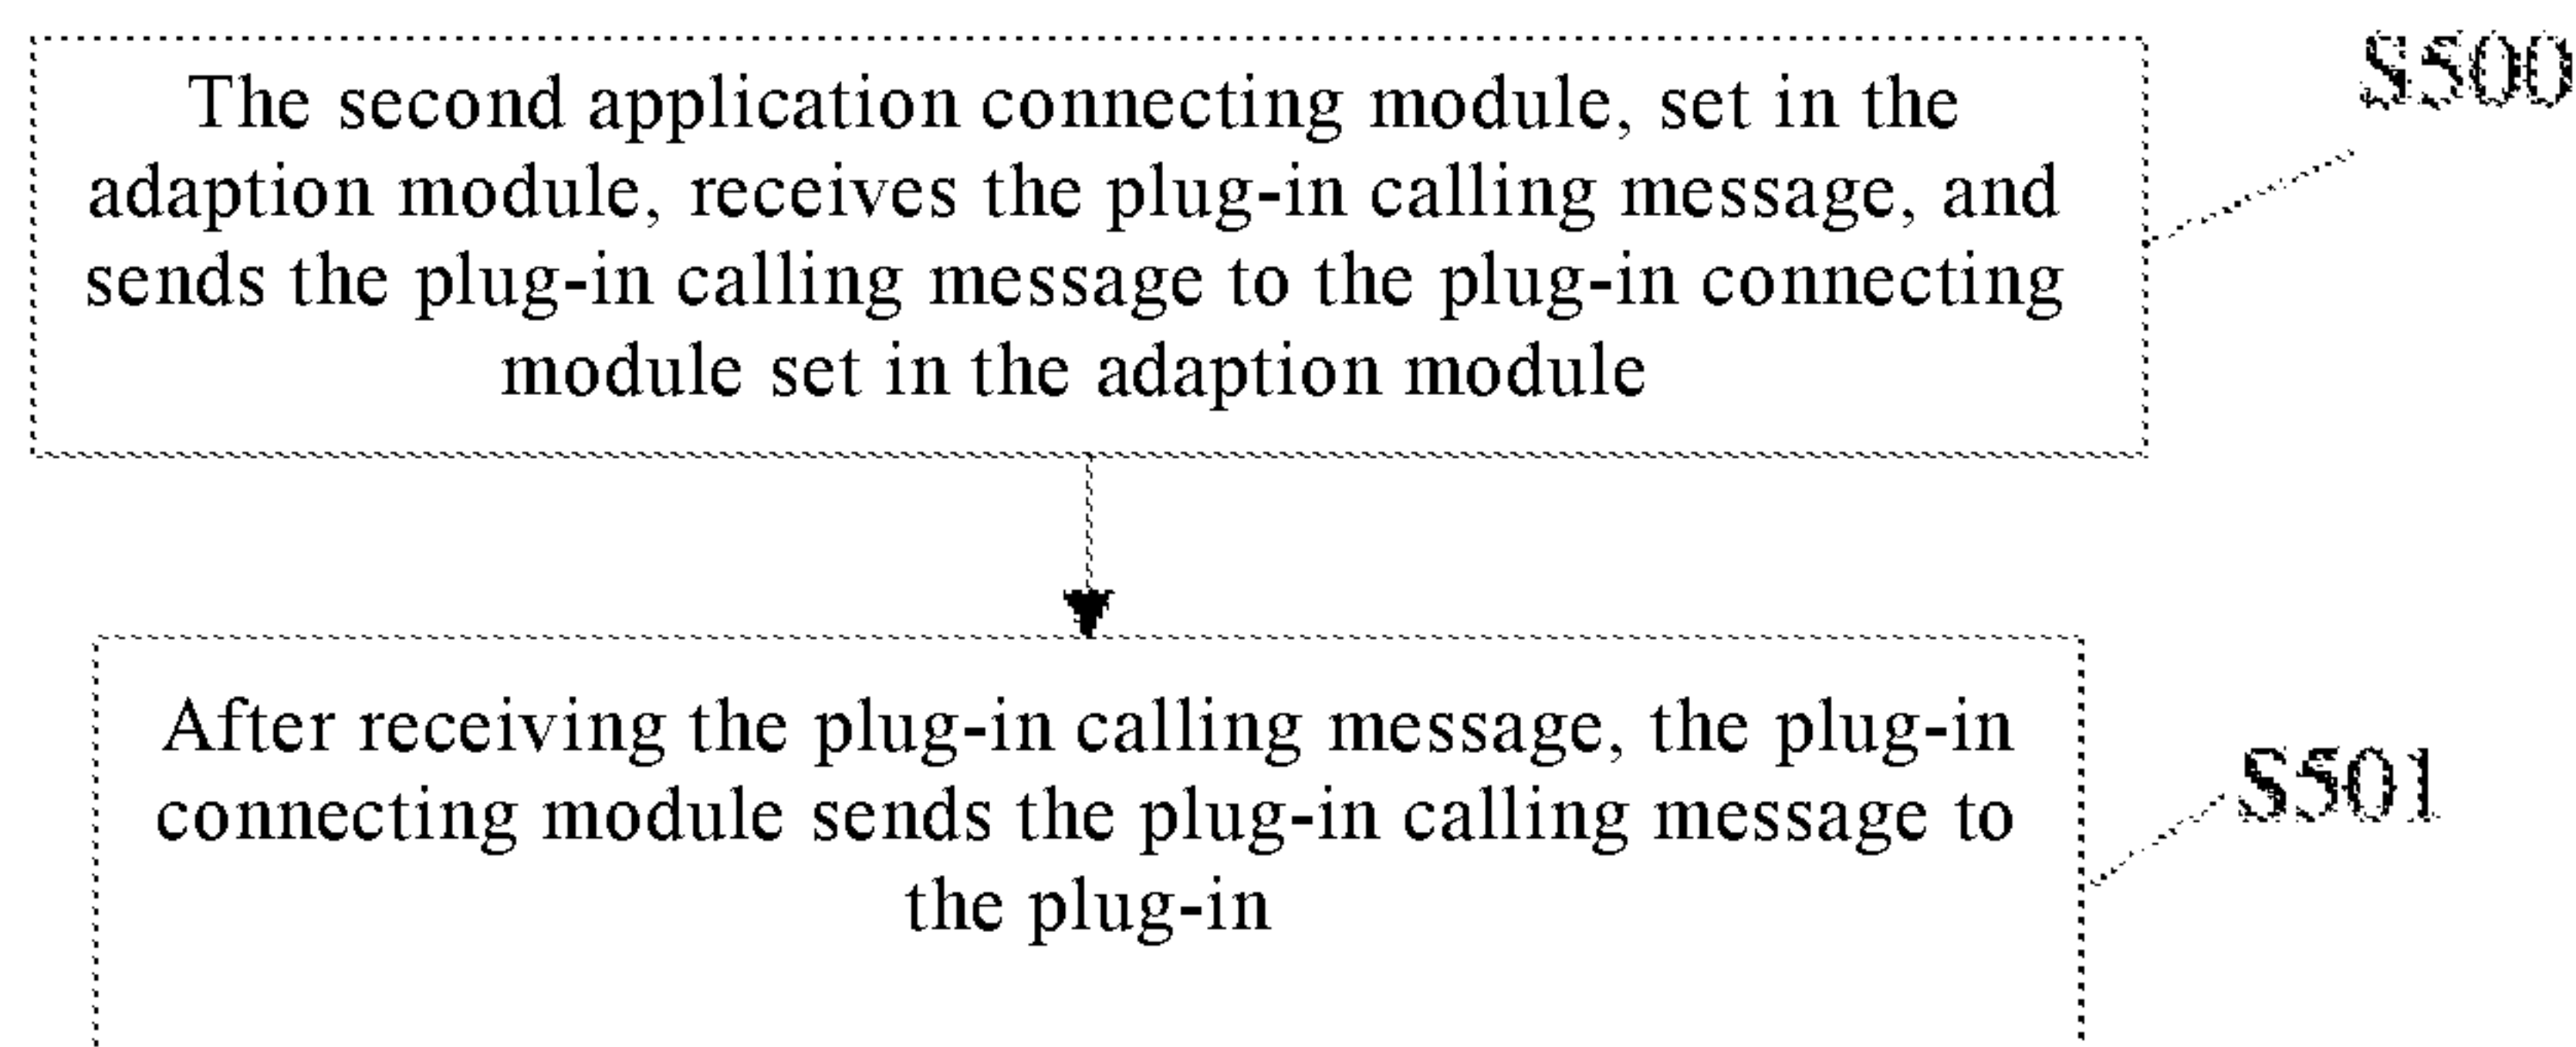 The second application connecting module, set in the
adaption module, receives the plug-in calling message, and
sends the plug-in calling message to the plug-in connecting
module set in the adaption module
S500
After receiving the plug-in calling message, the plug-in
connecting module sends the plug-in calling message to
the plug-in
S501